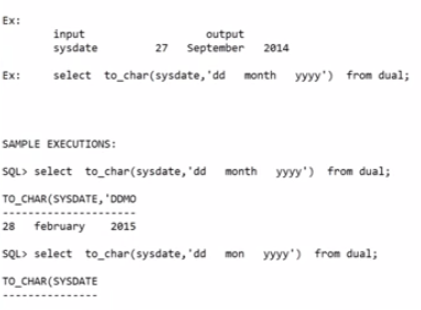 Ex:
input output
sysdate 27 September 2014
Ex: select to_char(sysdate,'dd month yyyy') from dual;
SAMPLE EXECUTIONS:
SQL> select to_char(sysdate,'dd month yyyy') from dual;
TO_CHAR(SYSDATE,'DDMO
---------------------
28 february 2015
SQL> select to_char(sysdate,'dd mon yyyy') from dual;
TO_CHAR(SYSDATE
---------------